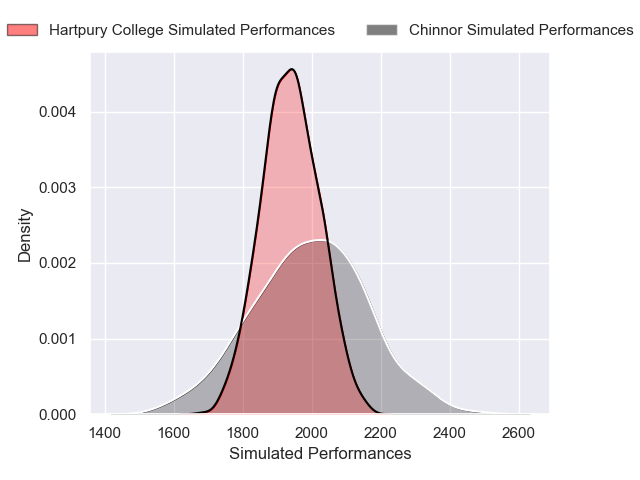 Hartpury College Simulated Performances
Chinnor Simulated Performances
Density
0.004
0.003
0.002
0.001
0.000
1400 1600 1800 2000 2200 2400 2600
Simulated Performances